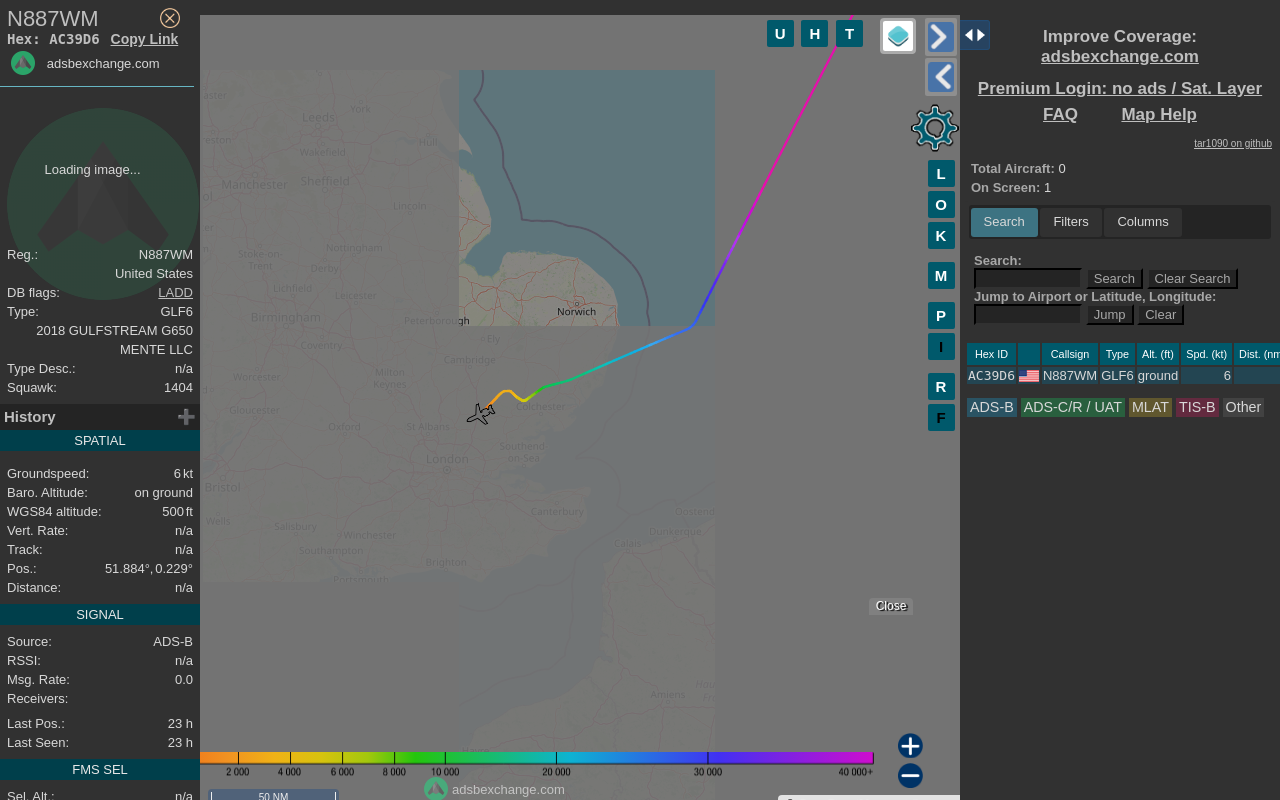 N887WM
Hex: AC39D6 Copy Link
adsbexchange.com
Loading image...
Reg.: N887WM
United States
DB flags: LADD
Type: GLF6
2018 GULFSTREAM G650
MENTE LLC
Type Desc.: n/a
Squawk: 1404
History
SPATIAL
Groundspeed: 6 kt
Baro. Altitude: on ground
WGS84 altitude: 500 ft
Vert. Rate: n/a
Track: n/a
Pos.: 51.884°, 0.229°
Distance: n/a
SIGNAL
Source: ADS-B
RSSI: n/a
Msg. Rate: 0.0
Receivers:
Last Pos.: 23 h
Last Seen: 23 h
FMS SEL
Sel. Alt.: n/a
U H T
York
Leeds
Hull
Wakefield
Manchester Sheffield
Lincoln
Stoke-on-
Trent
Nottingham
Derby
Lichfield Leicester
Norwich
Birmingham
Peterborough
Coventry
Ely
Cambridge
Worcester
Milton
Keynes
Gloucester
Colchester
Oxford
St Albans
Southend
on-Sea
London
Bristol
Wells
Salisbury
Winchester
Canterbury
Southampton
Brighton
Portsmouth
Oostende
Dunkerque
Calais
Amiens
L
O
K
M
P
I
R
F
Close
2 000 4 000 6 000 8 000 10 000 20 000 30 000 40 000+
adsbexchange.com
50 NM
Improve Coverage:
adsbexchange.com
Premium Login: no ads / Sat. Layer
FAQ Map Help
tar1090 on github
Total Aircraft: 0
On Screen: 1
Search Filters Columns
Search:
Search Clear Search
Jump to Airport or Latitude, Longitude:
Jump Clear
Hex ID Callsign Type Alt. (ft) Spd. (kt) Dist. (nm
AC39D6 N887WM GLF6 ground 6
ADS-B ADS-C/R / UAT MLAT TIS-B Other